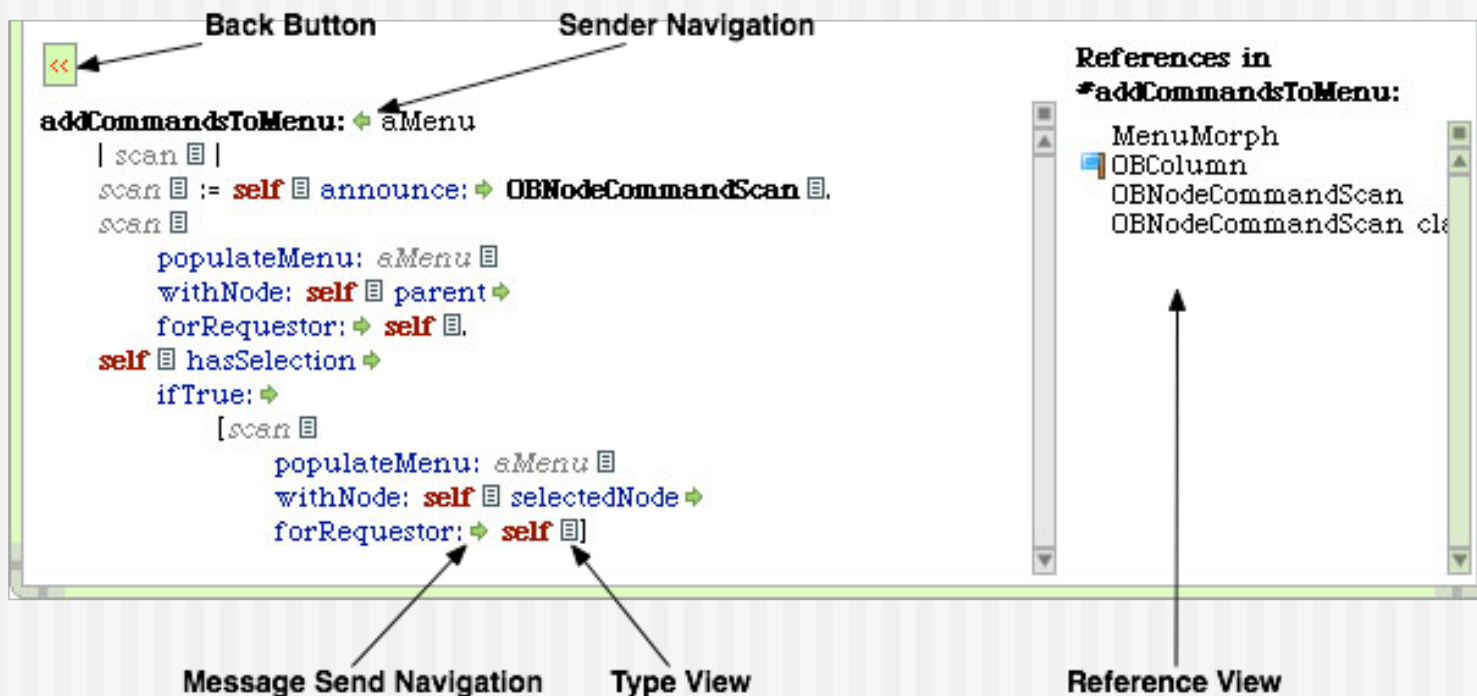 Back Button
Sender Navigation
<<
addCommandsToMenu: aMenu
| scan |
scan := self announce: OBNodeCommandScan.
scan
populateMenu: aMenu
withNode: self parent
forRequestor: self.
self hasSelection
ifTrue:
[scan
populateMenu: aMenu
withNode: self selectedNode
forRequestor: self]
References in
#addCommandsToMenu:
MenuMorph
OBColumn
OBNodeCommandScan
OBNodeCommandScan cla
Message Send Navigation
Type View
Reference View